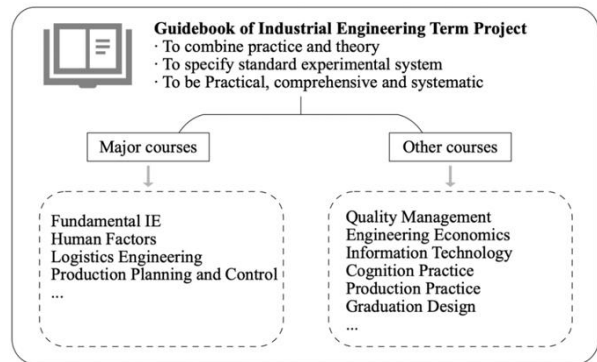 Guidebook of Industrial Engineering Term Project
· To combine practice and theory
· To specify standard experimental system
· To be Practical, comprehensive and systematic
Major courses
Other courses
Fundamental IE
Human Factors
Logistics Engineering
Production Planning and Control
...
Quality Management
Engineering Economics
Information Technology
Cognition Practice
Production Practice
Graduation Design
...